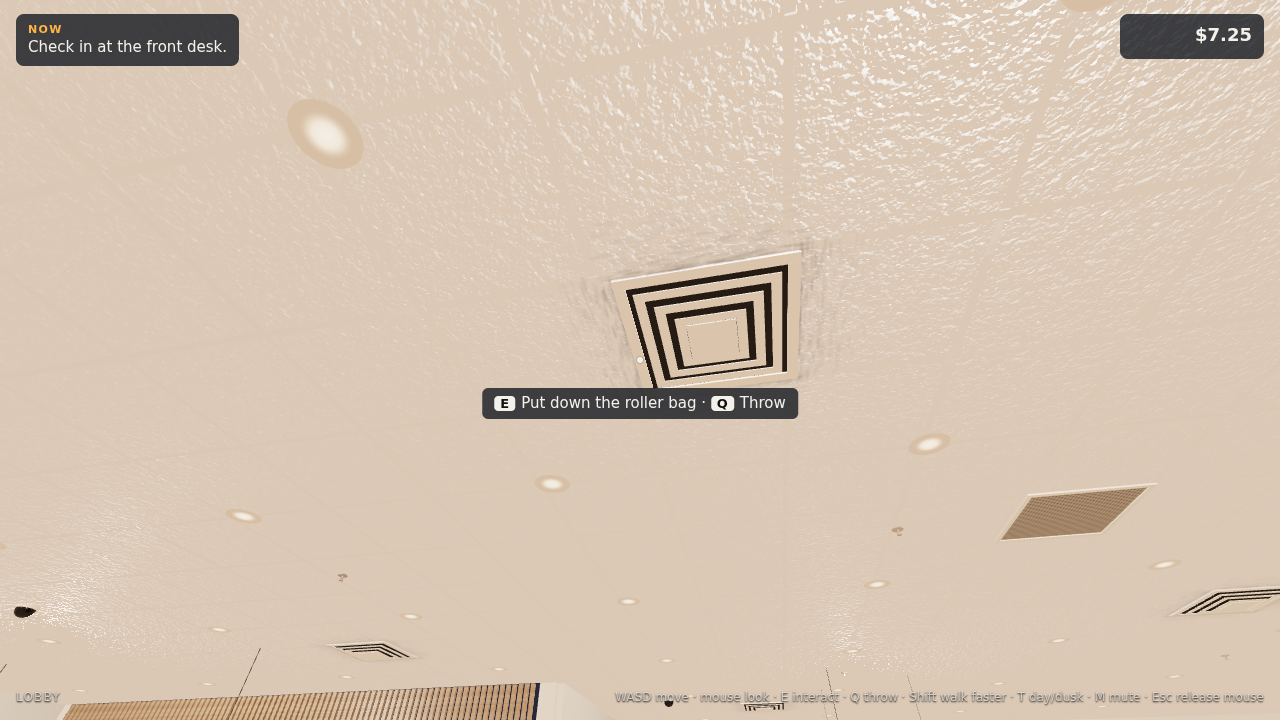 NOW
Check in at the front desk.
$7.25
E Put down the roller bag · Q Throw
LOBBY
WASD move · mouse look · E interact · Q throw · Shift walk faster · T day/dusk · M mute · Esc release mouse